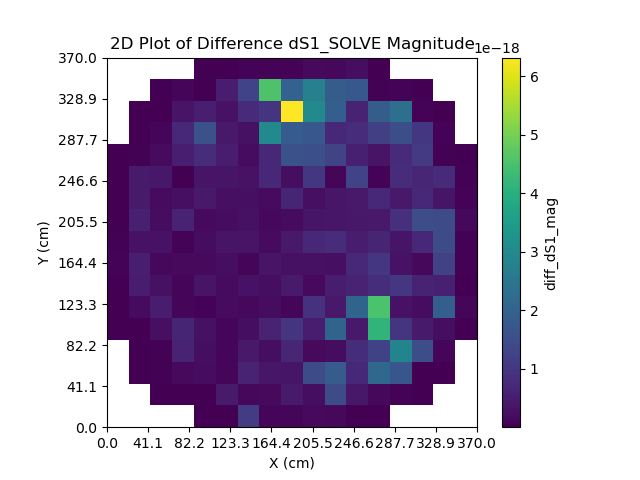 2D Plot of Difference dS1_SOLVE Magnitude
1e−18
370.0
328.9
287.7
246.6
205.5
164.4
123.3
82.2
41.1
0.0
Y (cm)
0.0 41.1 82.2 123.3 164.4 205.5 246.6 287.7 328.9 370.0
X (cm)
6
5
4
3
2
1
diff_dS1_mag